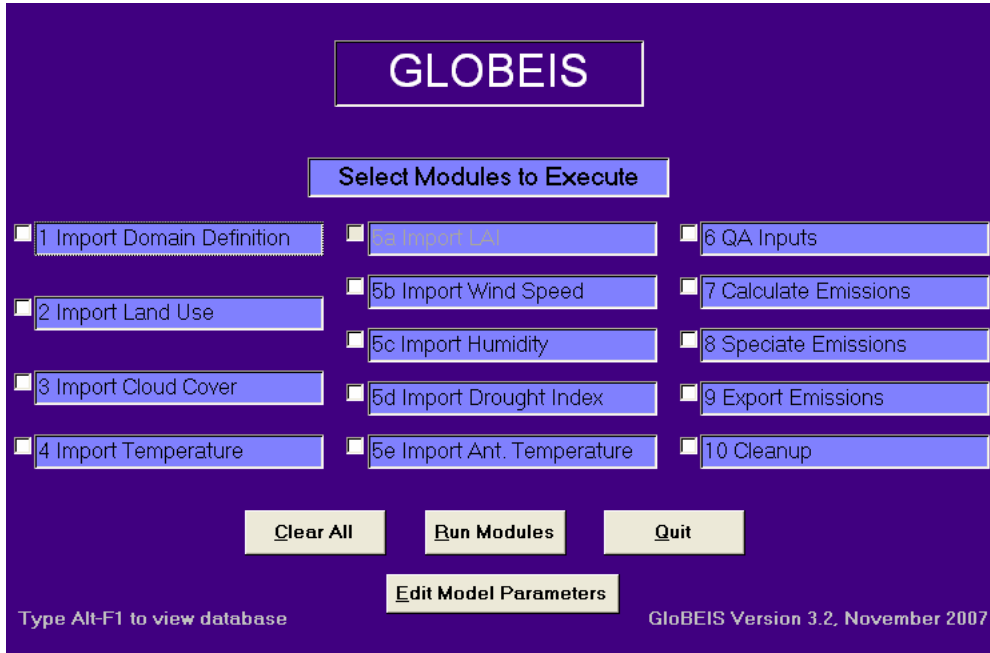 GLOBEIS
Select Modules to Execute
1 Import Domain Definition
2 Import Land Use
3 Import Cloud Cover
4 Import Temperature
5a Import LAI
5b Import Wind Speed
5c Import Humidity
5d Import Drought Index
5e Import Ant. Temperature
6 QA Inputs
7 Calculate Emissions
8 Speciate Emissions
9 Export Emissions
10 Cleanup
Clear All
Run Modules
Quit
Edit Model Parameters
Type Alt-F1 to view database
GloBEIS Version 3.2, November 2007